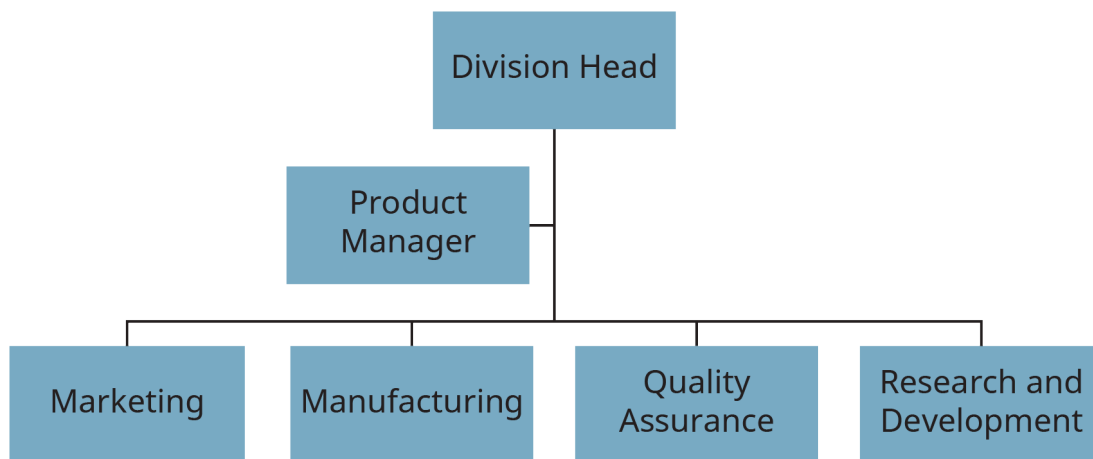 Division Head
Product
Manager
Marketing
Manufacturing
Quality
Assurance
Research and
Development